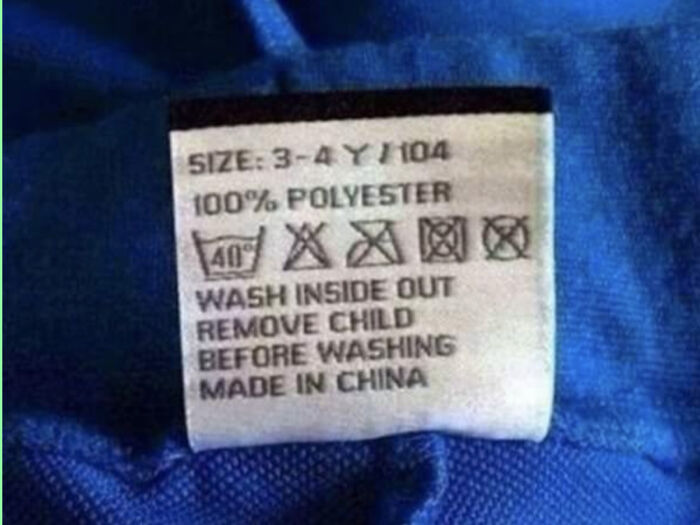 SIZE: 3-4 Y / 104
100% POLYESTER
40°
WASH INSIDE OUT
REMOVE CHILD
BEFORE WASHING
MADE IN CHINA